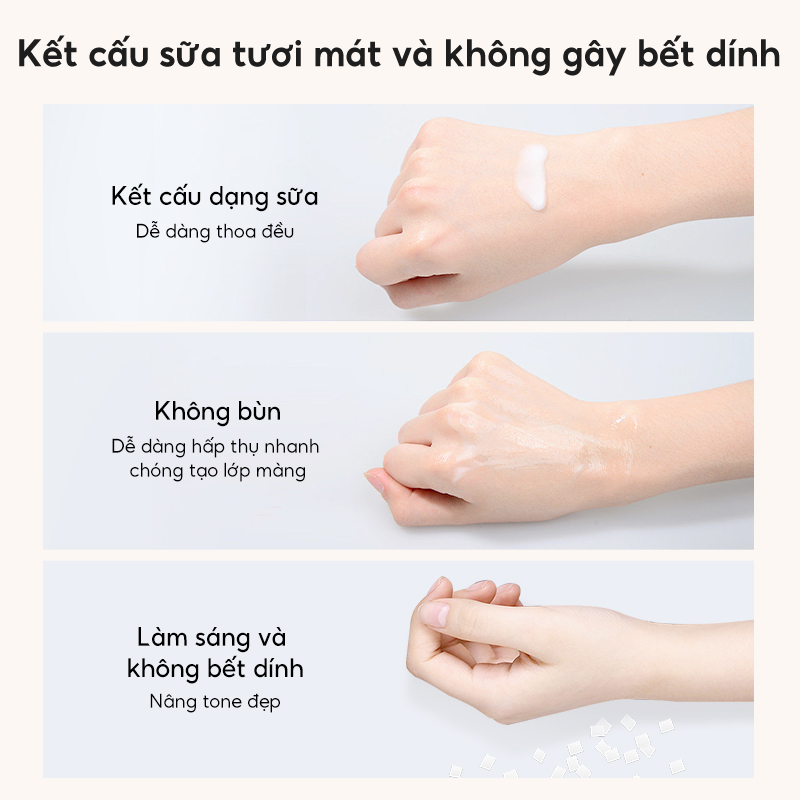 Kết cấu sữa tươi mát và không gây bết dính
Kết cấu dạng sữa
Dễ dàng thoa đều
Không bùn
Dễ dàng hấp thụ nhanh
chóng tạo lớp màng
Làm sáng và
không bết dính
Nâng tone đẹp